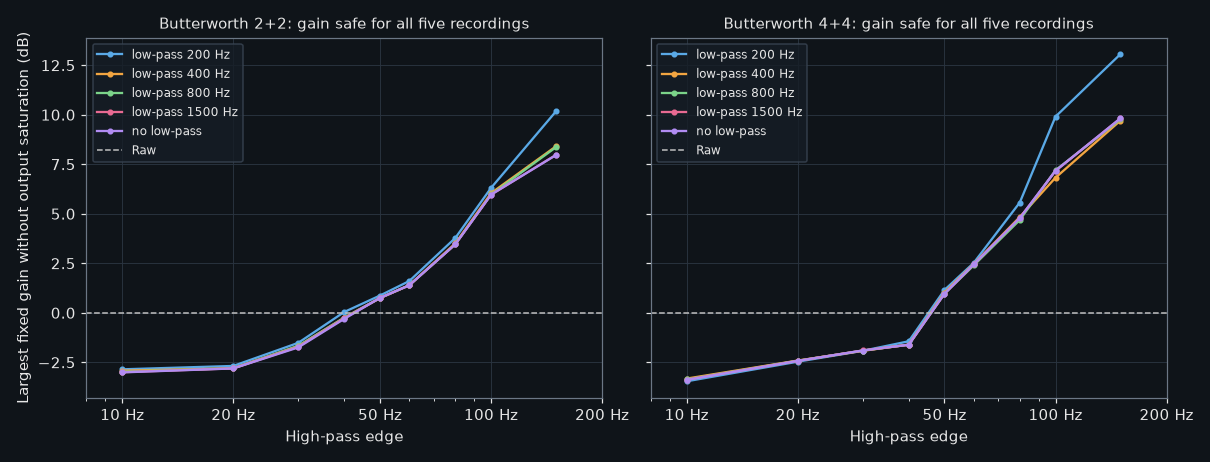 Butterworth 2+2: gain safe for all five recordings
Largest fixed gain without output saturation (dB)
12.5
10.0
7.5
5.0
2.5
0.0
−2.5
low-pass 200 Hz
low-pass 400 Hz
low-pass 800 Hz
low-pass 1500 Hz
no low-pass
Raw
10 Hz
20 Hz
50 Hz
100 Hz
200 Hz
High-pass edge
Butterworth 4+4: gain safe for all five recordings
low-pass 200 Hz
low-pass 400 Hz
low-pass 800 Hz
low-pass 1500 Hz
no low-pass
Raw
10 Hz
20 Hz
50 Hz
100 Hz
200 Hz
High-pass edge